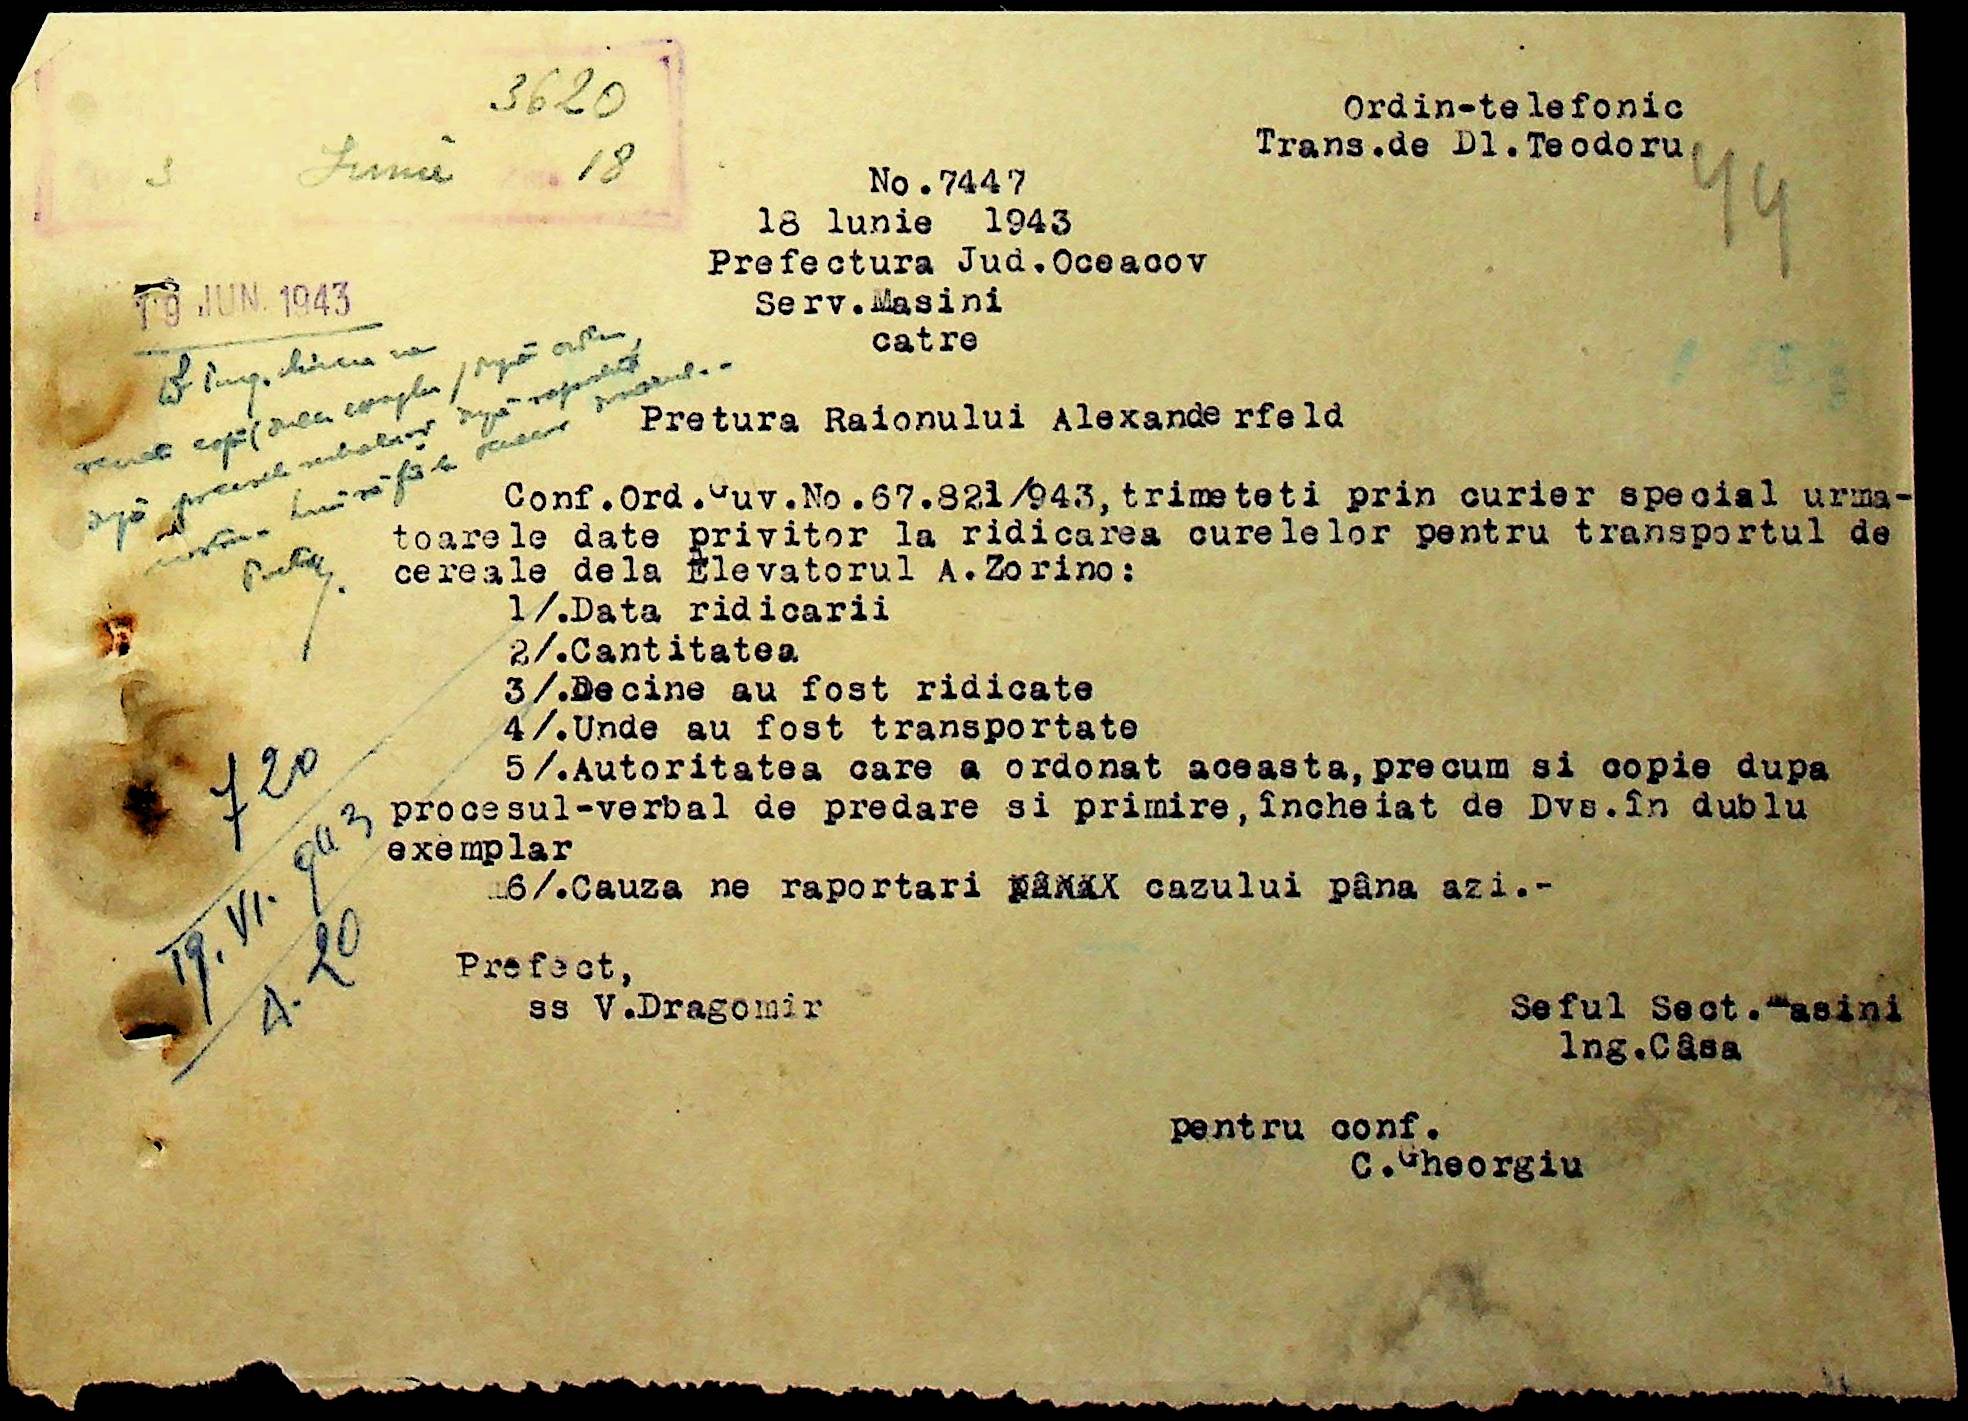 3620
3 Iunie 18
Ordin-telefonic
Trans.de Dl.Teodoru
44
No.7447
18 lunie 1943
Prefectura Jud.Oceacov
Serv.Masini
catre
19 JUN. 1943
Pretura Raionului Alexanderfeld
Conf.Ord.Guv.No.67.821/943,trimeteti prin curier special urma-
toarele date privitor la ridicarea curelelor pentru transportul de
cereale dela Elevatorul A.Zorino:
1/.Data ridicarii
2/.Cantitatea
3/.Decine au fost ridicate
4/.Unde au fost transportate
5/.Autoritatea care a ordonat aceasta,precum si copie dupa
procesul-verbal de predare si primire,încheiat de Dvs.în dublu
exemplar
6/.Cauza ne raportari cazului pâna azi.-
720
19.VI.943
A.20
Prefect,
ss V.Dragomir
Seful Sect.Masini
lng.Câsa
pentru conf.
C.Gheorgiu